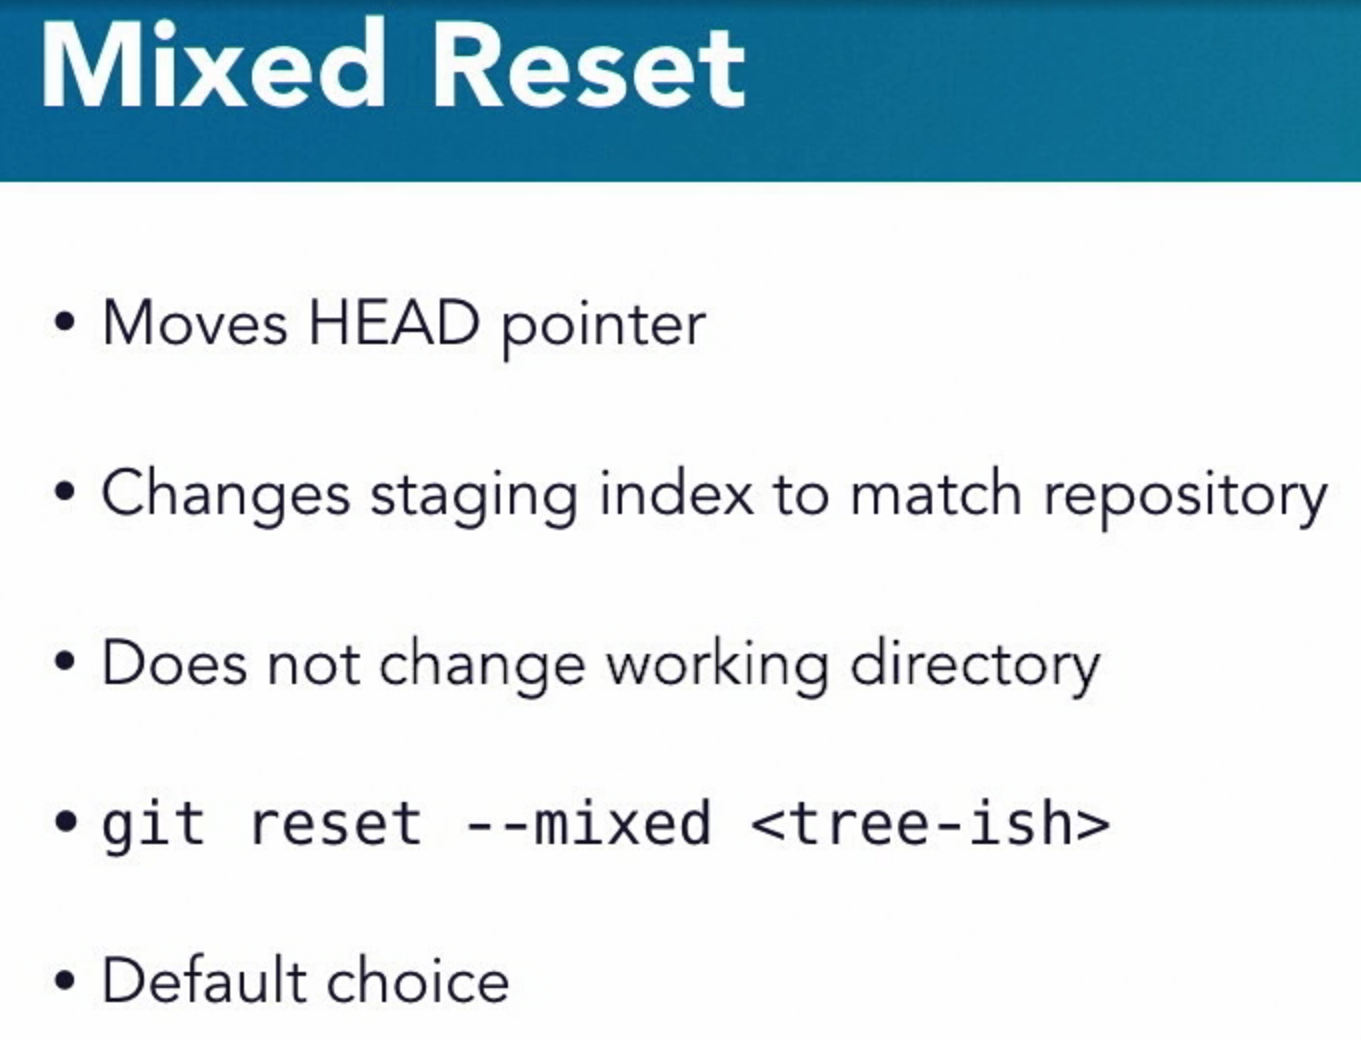 Mixed Reset
• Moves HEAD pointer
• Changes staging index to match repository
• Does not change working directory
• git reset --mixed <tree-ish>
• Default choice